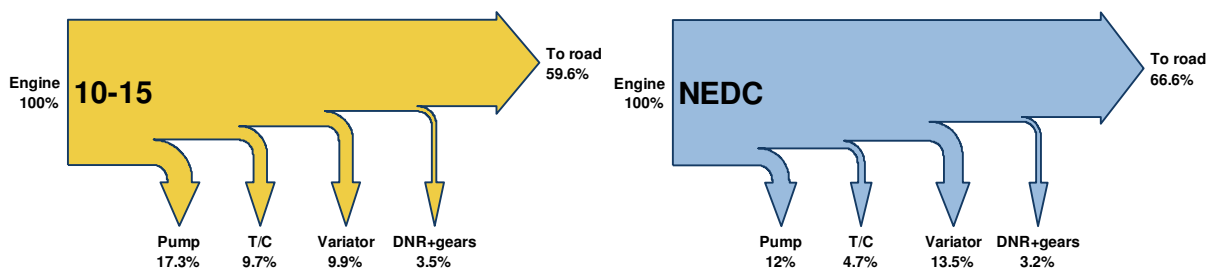 Engine
100%
10-15
To road
59.6%
Pump
17.3%
T/C
9.7%
Variator
9.9%
DNR+gears
3.5%
Engine
100%
NEDC
To road
66.6%
Pump
12%
T/C
4.7%
Variator
13.5%
DNR+gears
3.2%